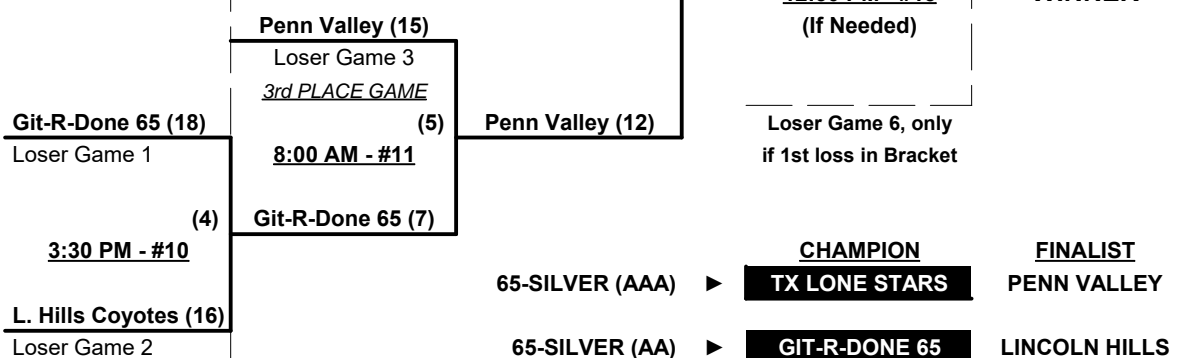 Penn Valley (15)
(If Needed)
Loser Game 3
3rd PLACE GAME
Git-R-Done 65 (18)
(5)
Penn Valley (12)
Loser Game 6, only
Loser Game 1
8:00 AM - #11
if 1st loss in Bracket
(4)
Git-R-Done 65 (7)
3:30 PM - #10
CHAMPION
FINALIST
65-SILVER (AAA) ► TX LONE STARS PENN VALLEY
L. Hills Coyotes (16)
Loser Game 2
65-SILVER (AA) ► GIT-R-DONE 65 LINCOLN HILLS